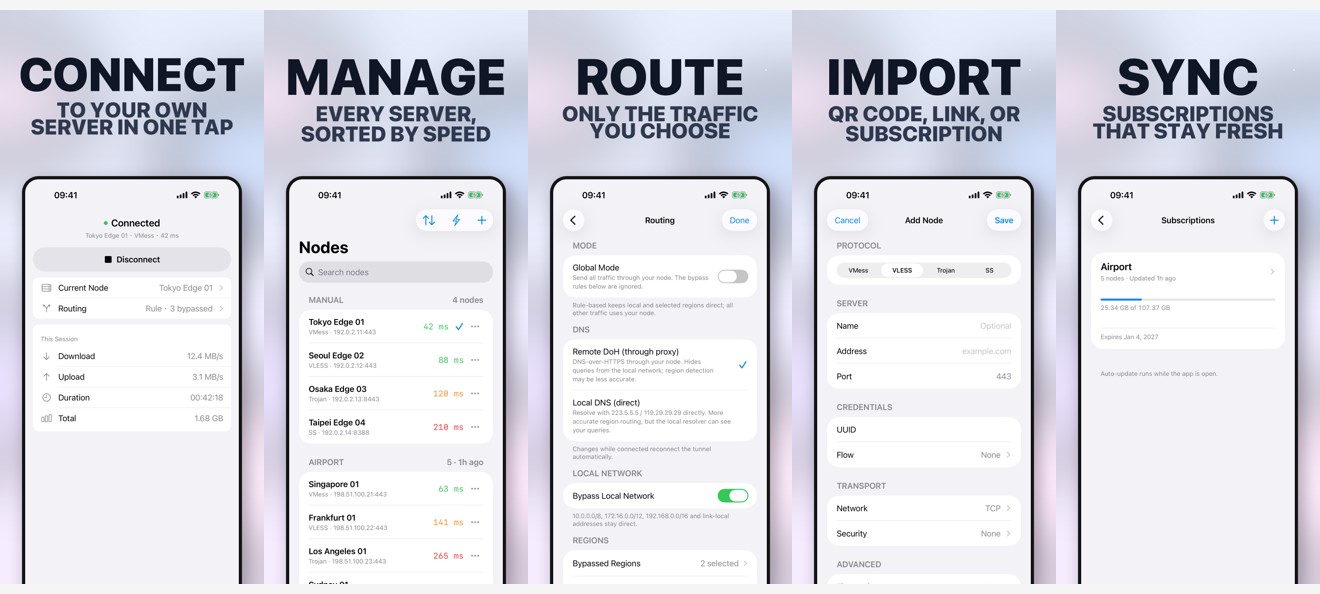 CONNECT
TO YOUR OWN
SERVER IN ONE TAP
09:41
Connected
Tokyo Edge 01 · VMess · 42 ms
Disconnect
Current Node Tokyo Edge 01
Routing Rule · 3 bypassed
This Session
Download 12.4 MB/s
Upload 3.1 MB/s
Duration 00:42:18
Total 1.68 GB
MANAGE
EVERY SERVER,
SORTED BY SPEED
09:41
Nodes
Search nodes
MANUAL 4 nodes
Tokyo Edge 01 42 ms
VMess · 192.0.2.11:443
Seoul Edge 02 88 ms
VLESS · 192.0.2.12:443
Osaka Edge 03 120 ms
Trojan · 192.0.2.13:8443
Taipei Edge 04 210 ms
SS · 192.0.2.14:8388
AIRPORT 5 · 1h ago
Singapore 01 63 ms
VMess · 198.51.100.21:443
Frankfurt 01 141 ms
VLESS · 198.51.100.22:443
Los Angeles 01 265 ms
Trojan · 198.51.100.23:443
ROUTE
ONLY THE TRAFFIC
YOU CHOOSE
09:41
Routing Done
MODE
Global Mode
Send all traffic through your node. The bypass
rules below are ignored.
Rule-based keeps local and selected regions direct; all
other traffic uses your node.
DNS
Remote DoH (through proxy)
DNS-over-HTTPS through your node. Hides
queries from the local network; region detection
may be less accurate.
Local DNS (direct)
Resolve with 223.5.5.5 / 119.29.29.29 directly. More
accurate region routing, but the local resolver can see
your queries.
Changes while connected reconnect the tunnel
automatically.
LOCAL NETWORK
Bypass Local Network
10.0.0.0/8, 172.16.0.0/12, 192.168.0.0/16 and link-local
addresses stay direct.
REGIONS
Bypassed Regions 2 selected
IMPORT
QR CODE, LINK, OR
SUBSCRIPTION
09:41
Cancel Add Node Save
PROTOCOL
VMess VLESS Trojan SS
SERVER
Name Optional
Address example.com
Port 443
CREDENTIALS
UUID
Flow None
TRANSPORT
Network TCP
Security None
ADVANCED
SYNC
SUBSCRIPTIONS
THAT STAY FRESH
09:41
Subscriptions
Airport
5 nodes · Updated 1h ago
25.34 GB of 107.37 GB
Expires Jan 4, 2027
Auto-update runs while the app is open.